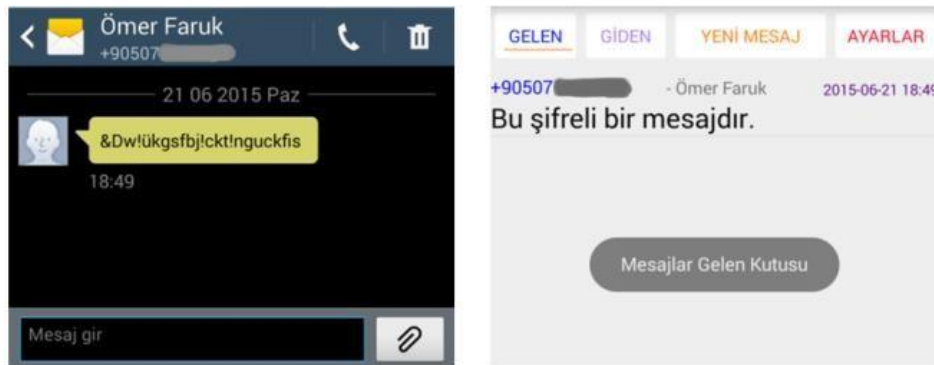 Ömer Faruk
+90507
21 06 2015 Paz
&Dw!ükgsfbj!ckt!nguckfis
18:49
Mesaj gir
GELEN GİDEN YENİ MESAJ AYARLAR
+90507 - Ömer Faruk 2015-06-21 18:49
Bu şifreli bir mesajdır.
Mesajlar Gelen Kutusu